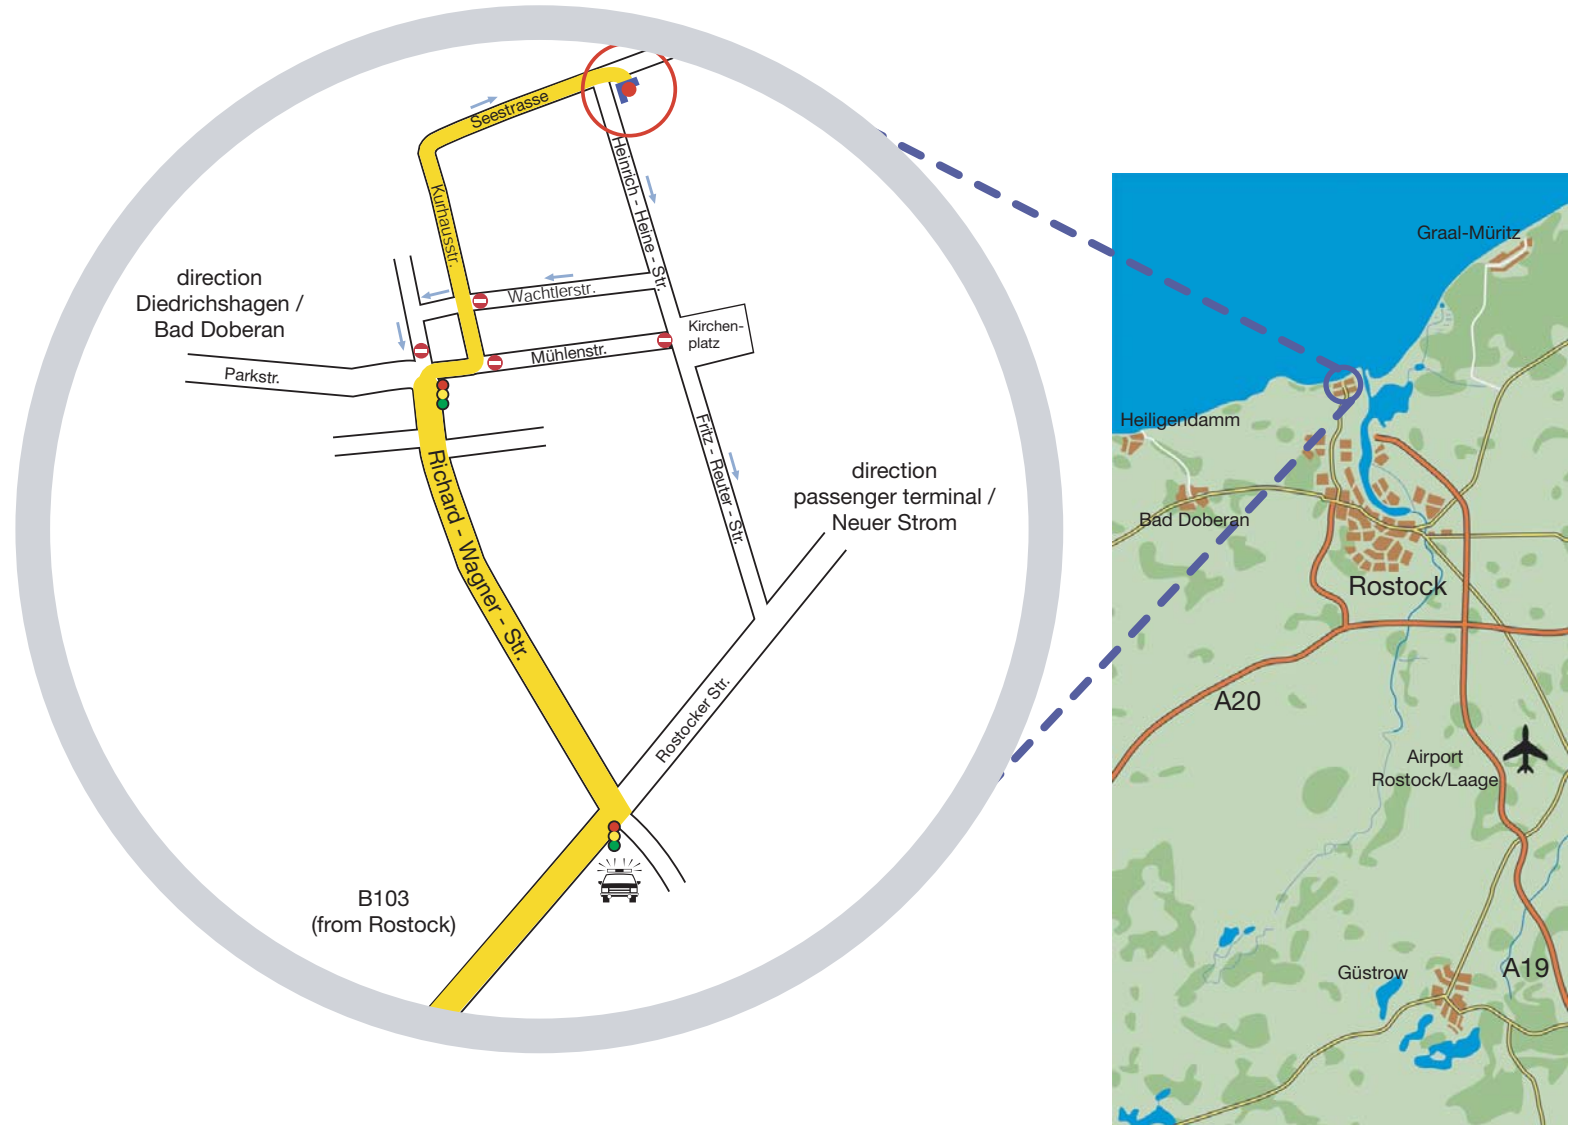 Seestrasse
Kurhausstr.
Heinrich - Heine - Str.
Wachtlerstr.
Kirchen-
platz
Mühlenstr.
direction
Diedrichshagen /
Bad Doberan
Parkstr.
Richard - Wagner - Str.
Fritz - Reuter - Str.
direction
passenger terminal /
Neuer Strom
Rostocker Str.
B103
(from Rostock)
Graal-Müritz
Heiligendamm
Bad Doberan
Rostock
A20
Airport
Rostock/Laage
Güstrow
A19